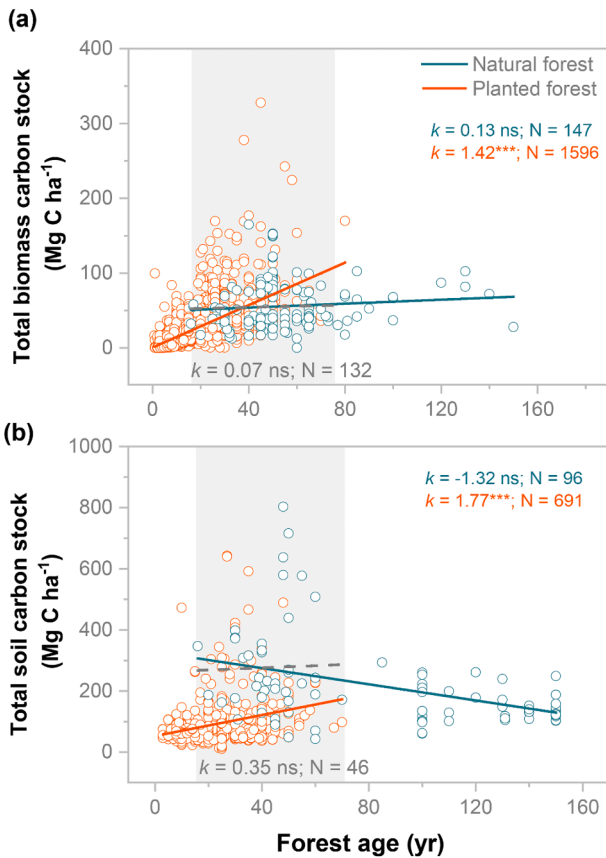 (a)
Total biomass carbon stock
(Mg C ha⁻¹)
400
300
200
100
0
Natural forest
Planted forest
k = 0.13 ns; N = 147
k = 1.42***; N = 1596
k = 0.07 ns; N = 132
0 40 80 120 160
(b)
Total soil carbon stock
(Mg C ha⁻¹)
1000
800
600
400
200
0
k = -1.32 ns; N = 96
k = 1.77***; N = 691
k = 0.35 ns; N = 46
0 40 80 120 160
Forest age (yr)